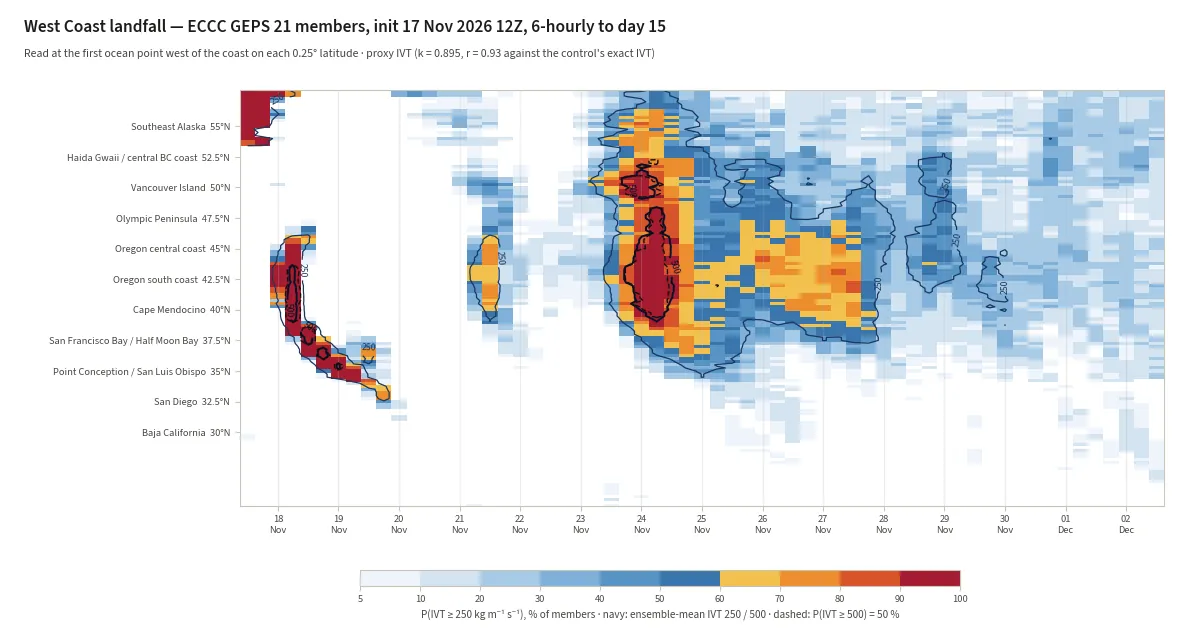 West Coast landfall — ECCC GEPS 21 members, init 17 Nov 2026 12Z, 6-hourly to day 15
Read at the first ocean point west of the coast on each 0.25° latitude · proxy IVT (k = 0.895, r = 0.93 against the control's exact IVT)
Southeast Alaska 55°N
Haida Gwaii / central BC coast 52.5°N
Vancouver Island 50°N
Olympic Peninsula 47.5°N
Oregon central coast 45°N
Oregon south coast 42.5°N
Cape Mendocino 40°N
San Francisco Bay / Half Moon Bay 37.5°N
Point Conception / San Luis Obispo 35°N
San Diego 32.5°N
Baja California 30°N
250
250
250
250
250
250
250
18 19 20 21 22 23 24 25 26 27 28 29 30 01 02
Nov Nov Nov Nov Nov Nov Nov Nov Nov Nov Nov Nov Nov Dec Dec
5 10 20 30 40 50 60 70 80 90 100
P(IVT ≥ 250 kg m⁻¹ s⁻¹), % of members · navy: ensemble-mean IVT 250 / 500 · dashed: P(IVT ≥ 500) = 50 %